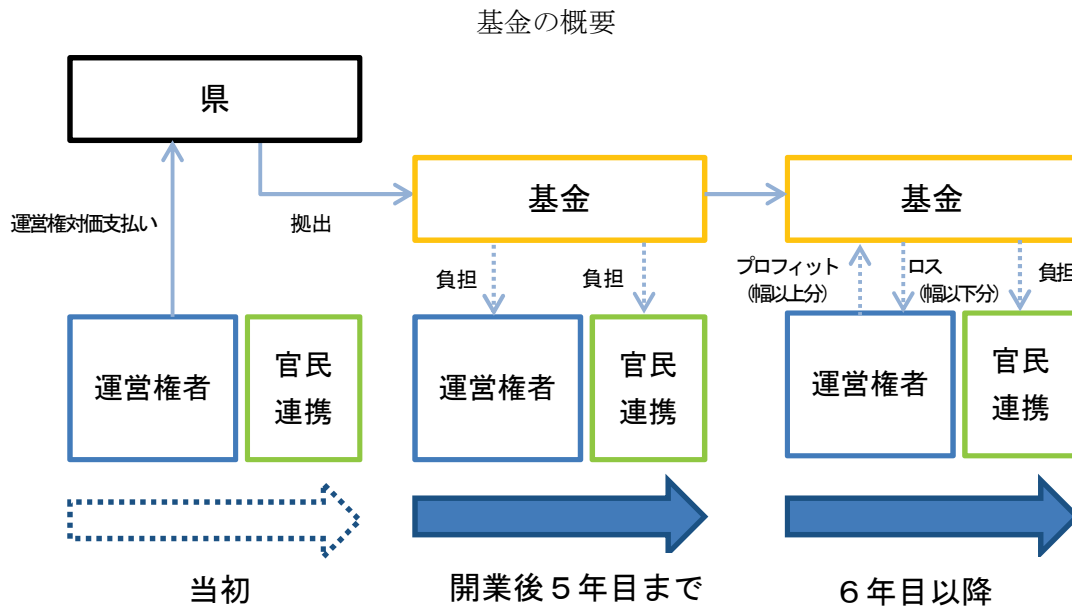 基金の概要
県
運営権対価支払い
拠出
基金
基金
負担
負担
プロフィット
（幅以上分）
ロス
（幅以下分）
負担
運営権者
官民
連携
運営権者
官民
連携
運営権者
官民
連携
当初
開業後５年目まで
６年目以降